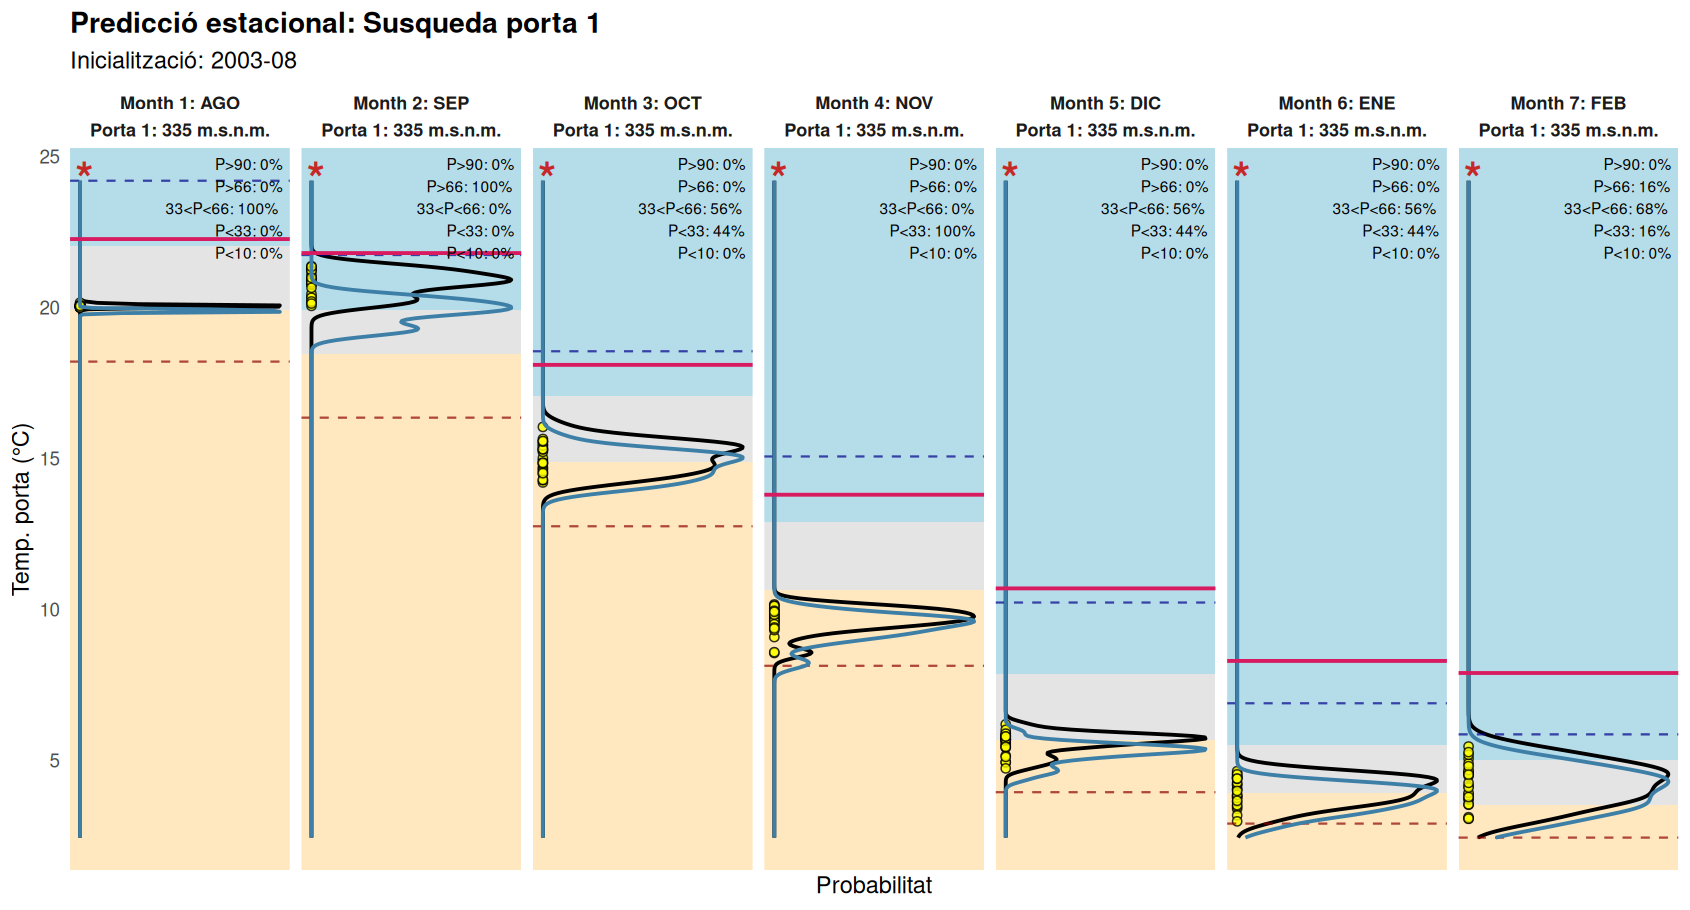 Predicció estacional: Susqueda porta 1
Inicialització: 2003-08
Month 1: AGO
Porta 1: 335 m.s.n.m.
Month 2: SEP
Porta 1: 335 m.s.n.m.
Month 3: OCT
Porta 1: 335 m.s.n.m.
Month 4: NOV
Porta 1: 335 m.s.n.m.
Month 5: DIC
Porta 1: 335 m.s.n.m.
Month 6: ENE
Porta 1: 335 m.s.n.m.
Month 7: FEB
Porta 1: 335 m.s.n.m.
Temp. porta (°C)
25
20
15
10
5
*
P>90: 0%
P>66: 0%
33<P<66: 100%
P<33: 0%
P<10: 0%
*
P>90: 0%
P>66: 100%
33<P<66: 0%
P<33: 0%
P<10: 0%
*
P>90: 0%
P>66: 0%
33<P<66: 56%
P<33: 44%
P<10: 0%
*
P>90: 0%
P>66: 0%
33<P<66: 0%
P<33: 100%
P<10: 0%
*
P>90: 0%
P>66: 0%
33<P<66: 56%
P<33: 44%
P<10: 0%
*
P>90: 0%
P>66: 0%
33<P<66: 56%
P<33: 44%
P<10: 0%
*
P>90: 0%
P>66: 16%
33<P<66: 68%
P<33: 16%
P<10: 0%
Probabilitat